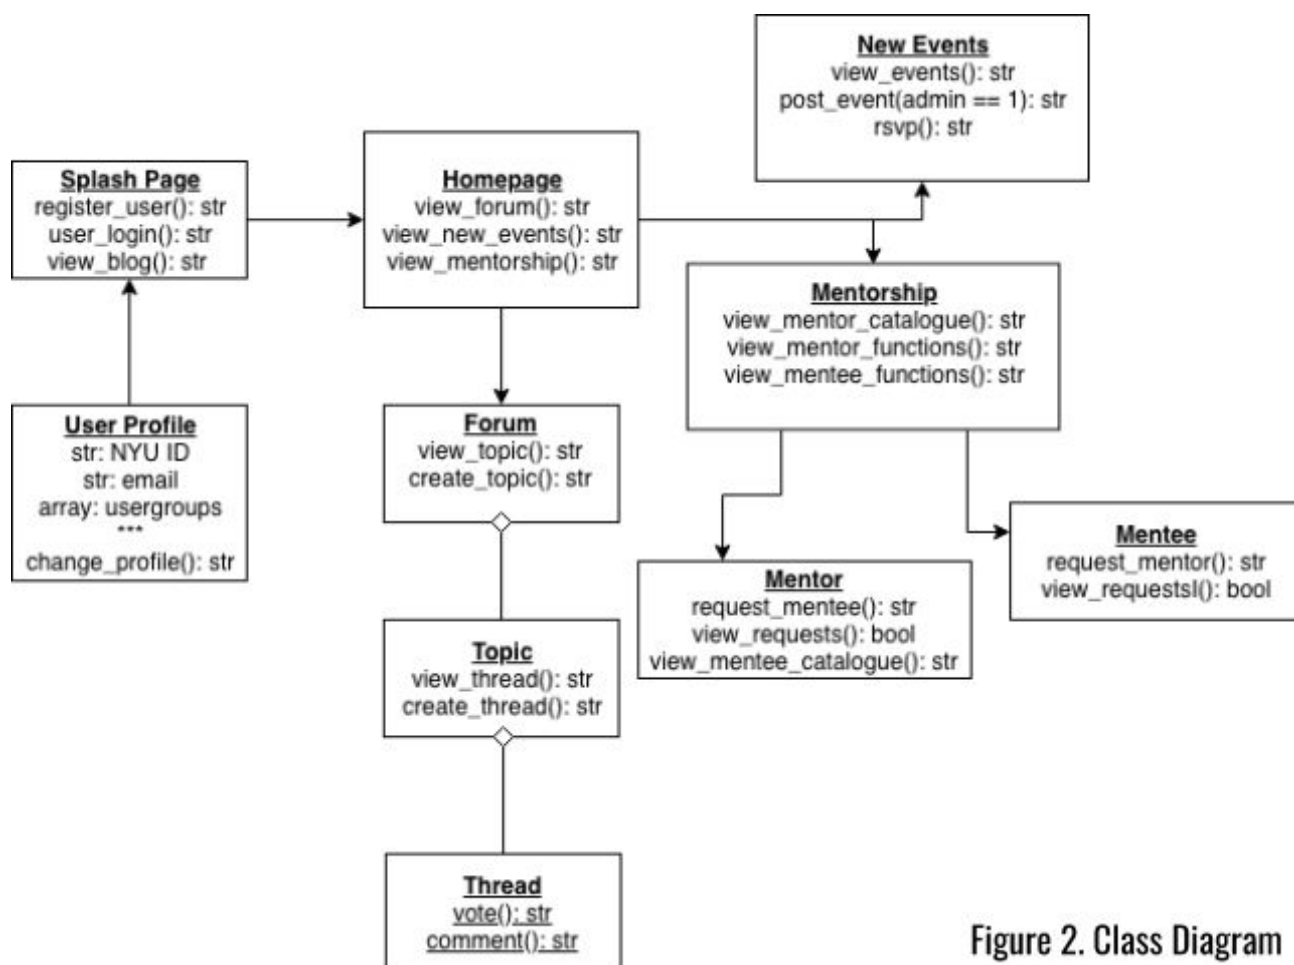 New Events
view_events(): str
post_event(admin == 1): str
rsvp(): str
Splash Page
register_user(): str
user_login(): str
view_blog(): str
Homepage
view_forum(): str
view_new_events(): str
view_mentorship(): str
Mentorship
view_mentor_catalogue(): str
view_mentor_functions(): str
view_mentee_functions(): str
User Profile
str: NYU ID
str: email
array: usergroups
***
change_profile(): str
Forum
view_topic(): str
create_topic(): str
Mentor
request_mentee(): str
view_requests(): bool
view_mentee_catalogue(): str
Mentee
request_mentor(): str
view_requestsl(): bool
Topic
view_thread(): str
create_thread(): str
Thread
vote(): str
comment(): str
Figure 2. Class Diagram